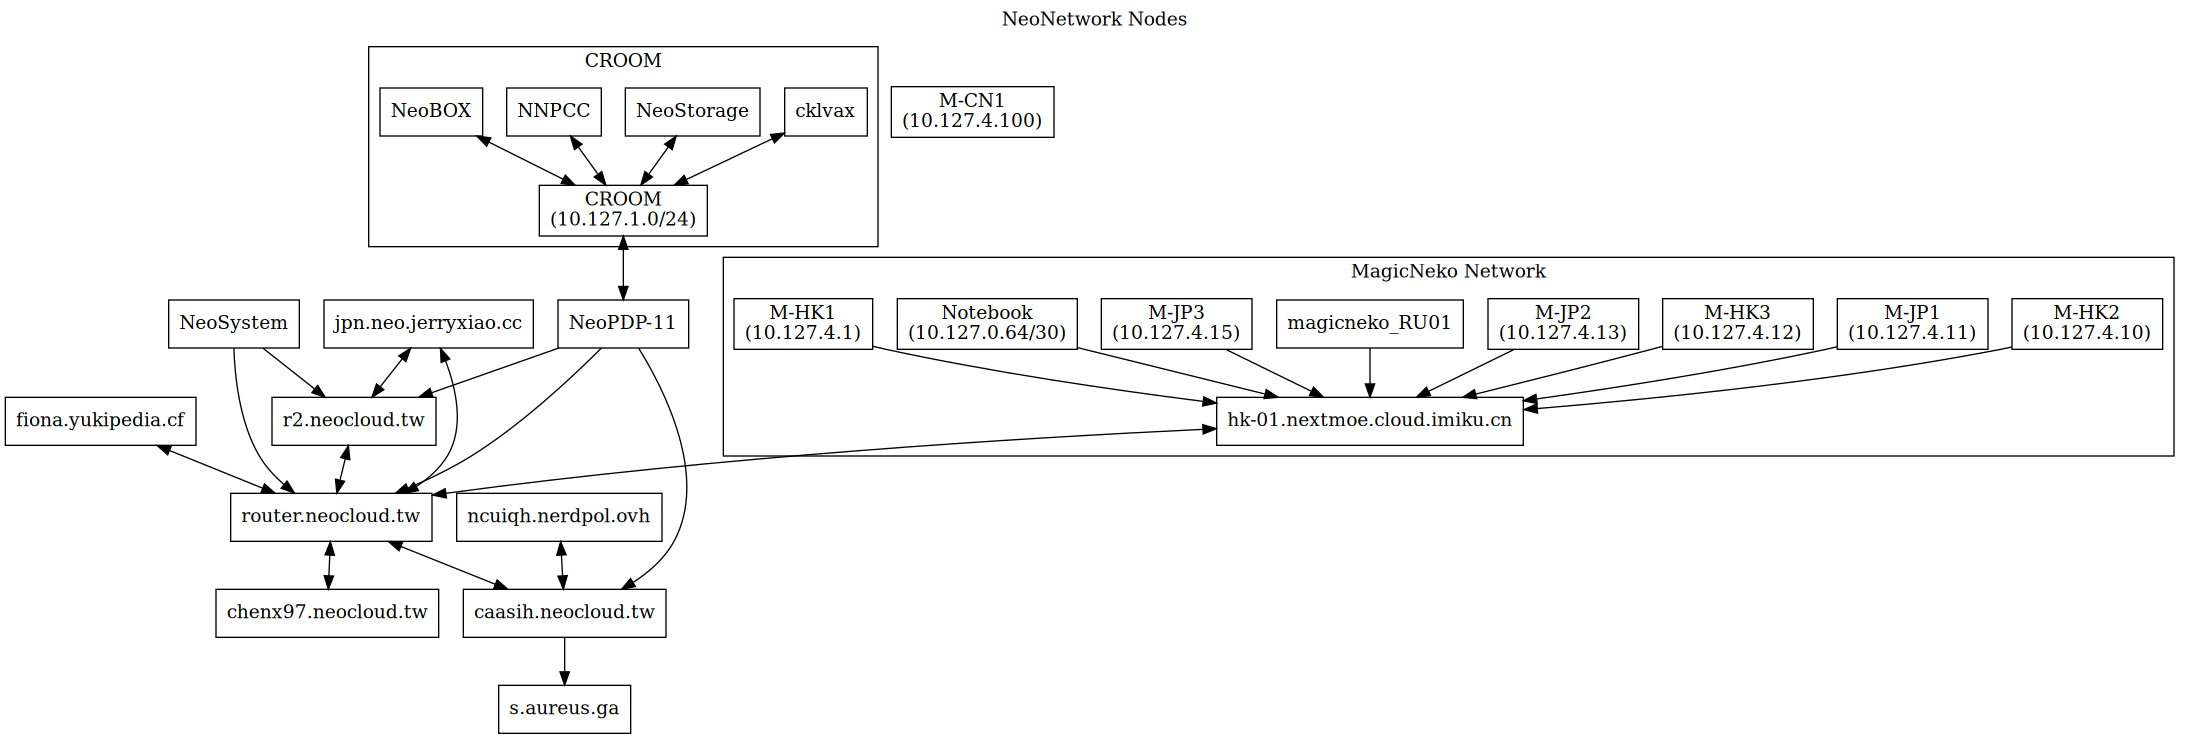 NeoNetwork Nodes
CROOM
NeoBOX
NNPCC
NeoStorage
cklvax
M-CN1
(10.127.4.100)
CROOM
(10.127.1.0/24)
MagicNeko Network
NeoSystem
jpn.neo.jerryxiao.cc
NeoPDP-11
M-HK1
(10.127.4.1)
Notebook
(10.127.0.64/30)
M-JP3
(10.127.4.15)
magicneko_RU01
M-JP2
(10.127.4.13)
M-HK3
(10.127.4.12)
M-JP1
(10.127.4.11)
M-HK2
(10.127.4.10)
fiona.yukipedia.cf
r2.neocloud.tw
hk-01.nextmoe.cloud.imiku.cn
router.neocloud.tw
ncuiqh.nerdpol.ovh
chenx97.neocloud.tw
caasih.neocloud.tw
s.aureus.ga